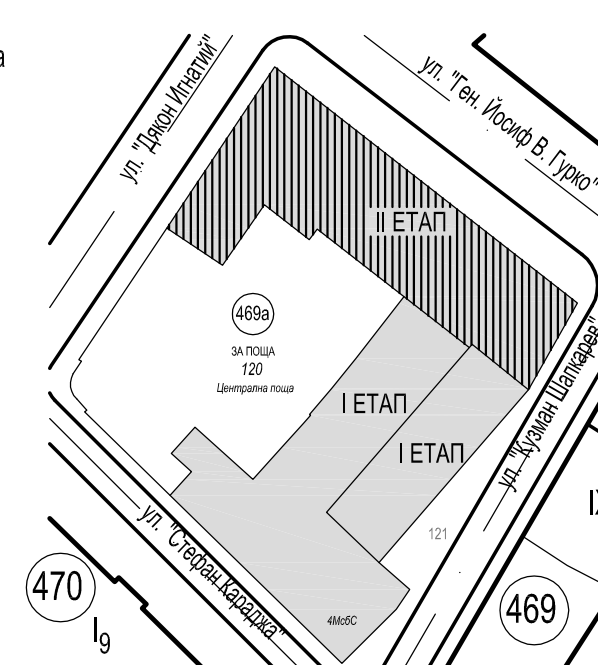 а
ул. "Дякон Игнатий"
ул. "Ген. Йосиф В. Гурко"
II ЕТАП
469а
ЗА ПОЩА
120
Централна поща
I ЕТАП
I ЕТАП
ул. "Кузман Шапкарев"
121
ул. "Стефан Караджа"
470
I9
4МсбС
469